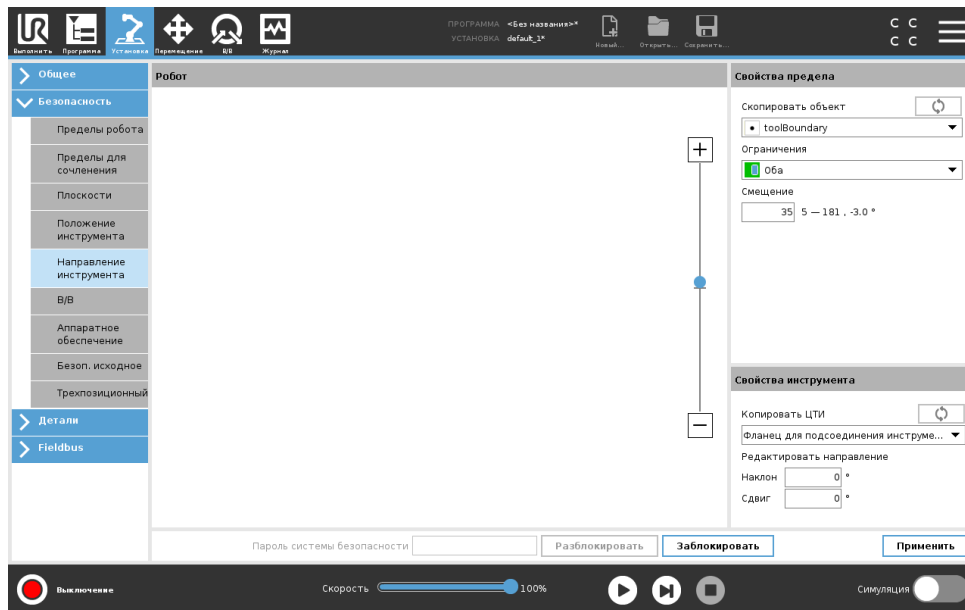 ПРОГРАММА <Без названия>*
УСТАНОВКА default_1*
Выполнить Программа Установка Перемещение В/В Журнал
Новый... Открыть... Сохранить...
C C
C C
Общее
Безопасность
Пределы робота
Пределы для
сочленения
Плоскости
Положение
инструмента
Направление
инструмента
В/В
Аппаратное
обеспечение
Безоп. исходное
Трехпозиционный
Детали
Fieldbus
Робот
Свойства предела
Скопировать объект
toolBoundary
Ограничения
Оба
Смещение
35 5 — 181 , -3.0 °
Свойства инструмента
Копировать ЦТИ
Фланец для подсоединения инструме...
Редактировать направление
Наклон 0 °
Сдвиг 0 °
Пароль системы безопасности Разблокировать Заблокировать Применить
Выключение Скорость 100% Симуляция